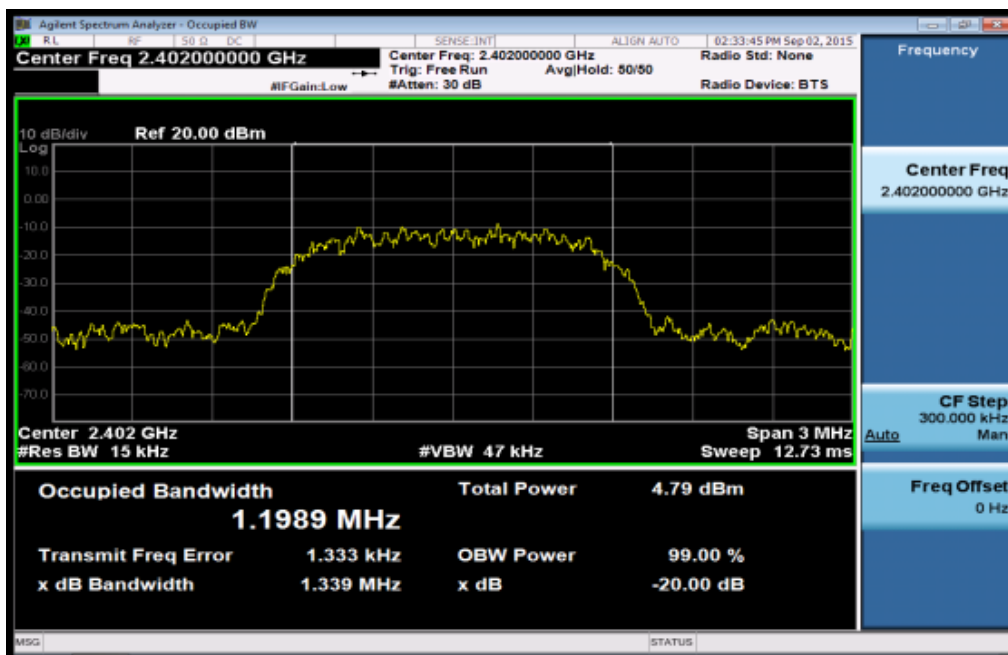 Agilent Spectrum Analyzer - Occupied BW
RL RF 50 Ω DC SENSE:INT ALIGN AUTO 02:33:45 PM Sep 02, 2015
Center Freq 2.402000000 GHz
Center Freq: 2.402000000 GHz Radio Std: None
Trig: Free Run Avg|Hold: 50/50
#IFGain:Low #Atten: 30 dB Radio Device: BTS
10 dB/div Ref 20.00 dBm
Log
10.0
0.00
-10.0
-20.0
-30.0
-40.0
-50.0
-60.0
-70.0
Center 2.402 GHz Span 3 MHz
#Res BW 15 kHz #VBW 47 kHz Sweep 12.73 ms
Occupied Bandwidth Total Power 4.79 dBm
1.1989 MHz
Transmit Freq Error 1.333 kHz OBW Power 99.00 %
x dB Bandwidth 1.339 MHz x dB -20.00 dB
MSG STATUS
Frequency
Center Freq
2.402000000 GHz
CF Step
300.000 kHz
Auto Man
Freq Offset
0 Hz